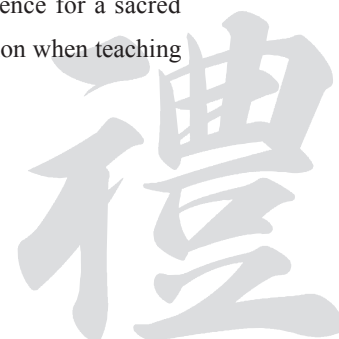 ence for a sacred
on when teaching
禮